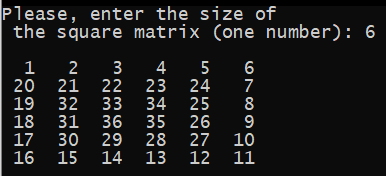 Please, enter the size of
the square matrix (one number): 6
1 2 3 4 5 6
20 21 22 23 24 7
19 32 33 34 25 8
18 31 36 35 26 9
17 30 29 28 27 10
16 15 14 13 12 11